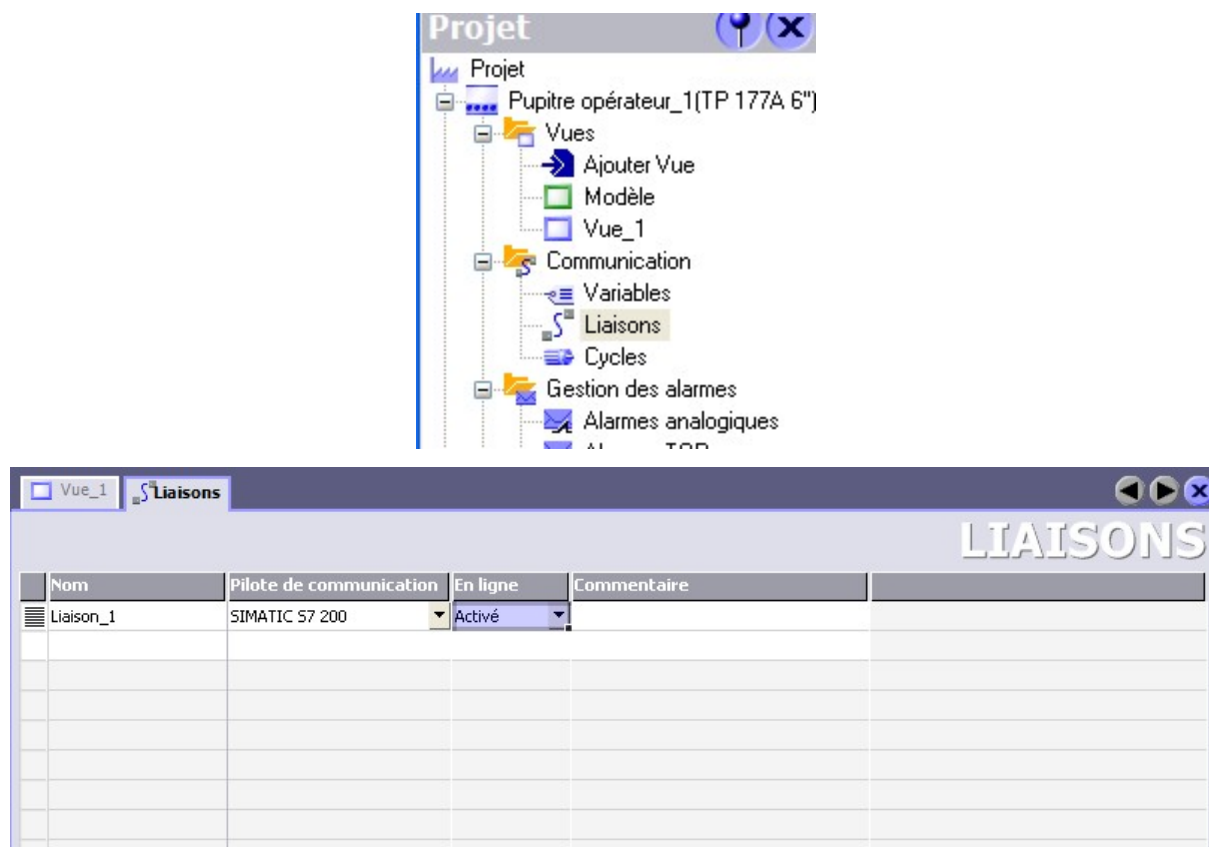 Projet
Projet
Pupitre opérateur_1(TP 177A 6")
Vues
Ajouter Vue
Modèle
Vue_1
Communication
Variables
Liaisons
Cycles
Gestion des alarmes
Alarmes analogiques
Vue_1 Liaisons
LIAISONS
Nom Pilote de communication En ligne Commentaire
Liaison_1 SIMATIC S7 200 Activé